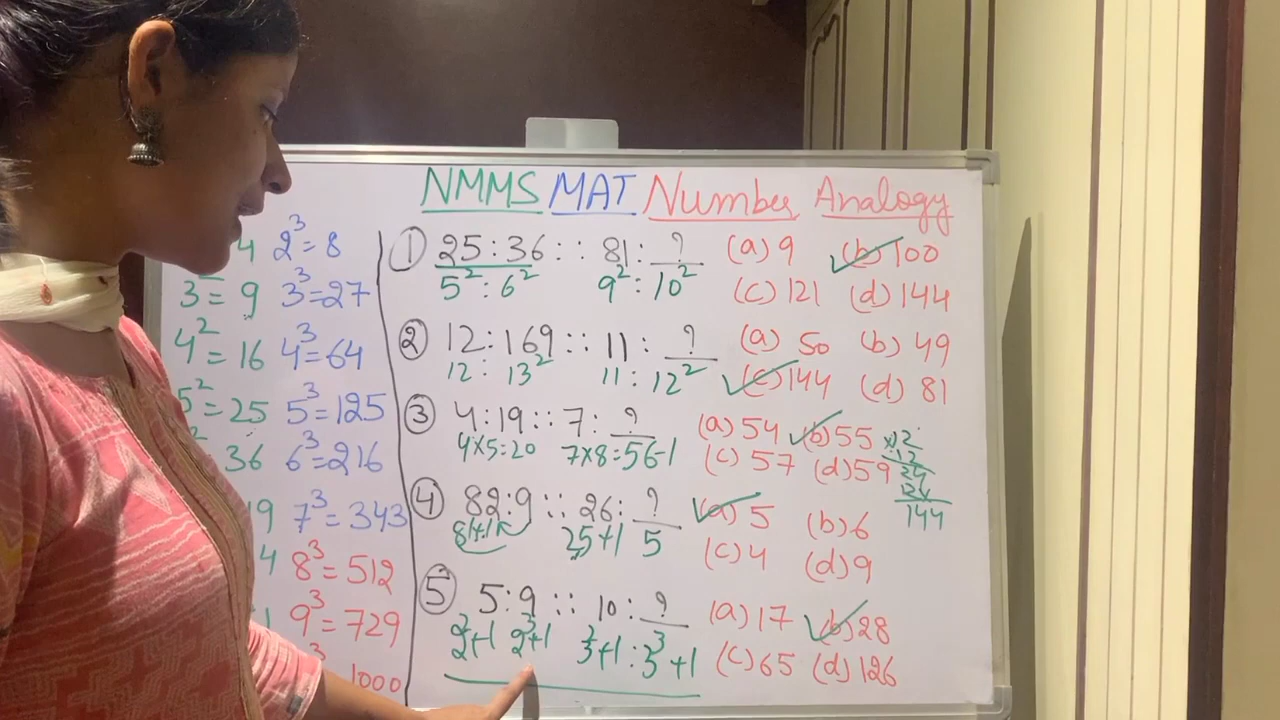 NMMS MAT Number Analogy
4 2³=8
3²=9 3³=27
4²=16 4³=64
5²=25 5³=125
36 6³=216
7³=343
4 8³=512
9³=729
1000
① 25:36 :: 81: ? (a) 9 (b) 100
5²:6² 9²:10² (c) 121 (d) 144
② 12:169 :: 11: ? (a) 50 (b) 49
12:13² 11:12² (c) 144 (d) 81
③ 4:19 :: 7: ? (a) 54 (b) 55
4×5=20 7×8=56-1 (c) 57 (d) 59
×12
12
24
144
④ 82:9 :: 26: ? (a) 5 (b) 6
81+1 25+1 5 (c) 4 (d) 9
⑤ 5:9 :: 10: ? (a) 17 (b) 28
2²+1 2³+1 3²+1:3³+1 (c) 65 (d) 126